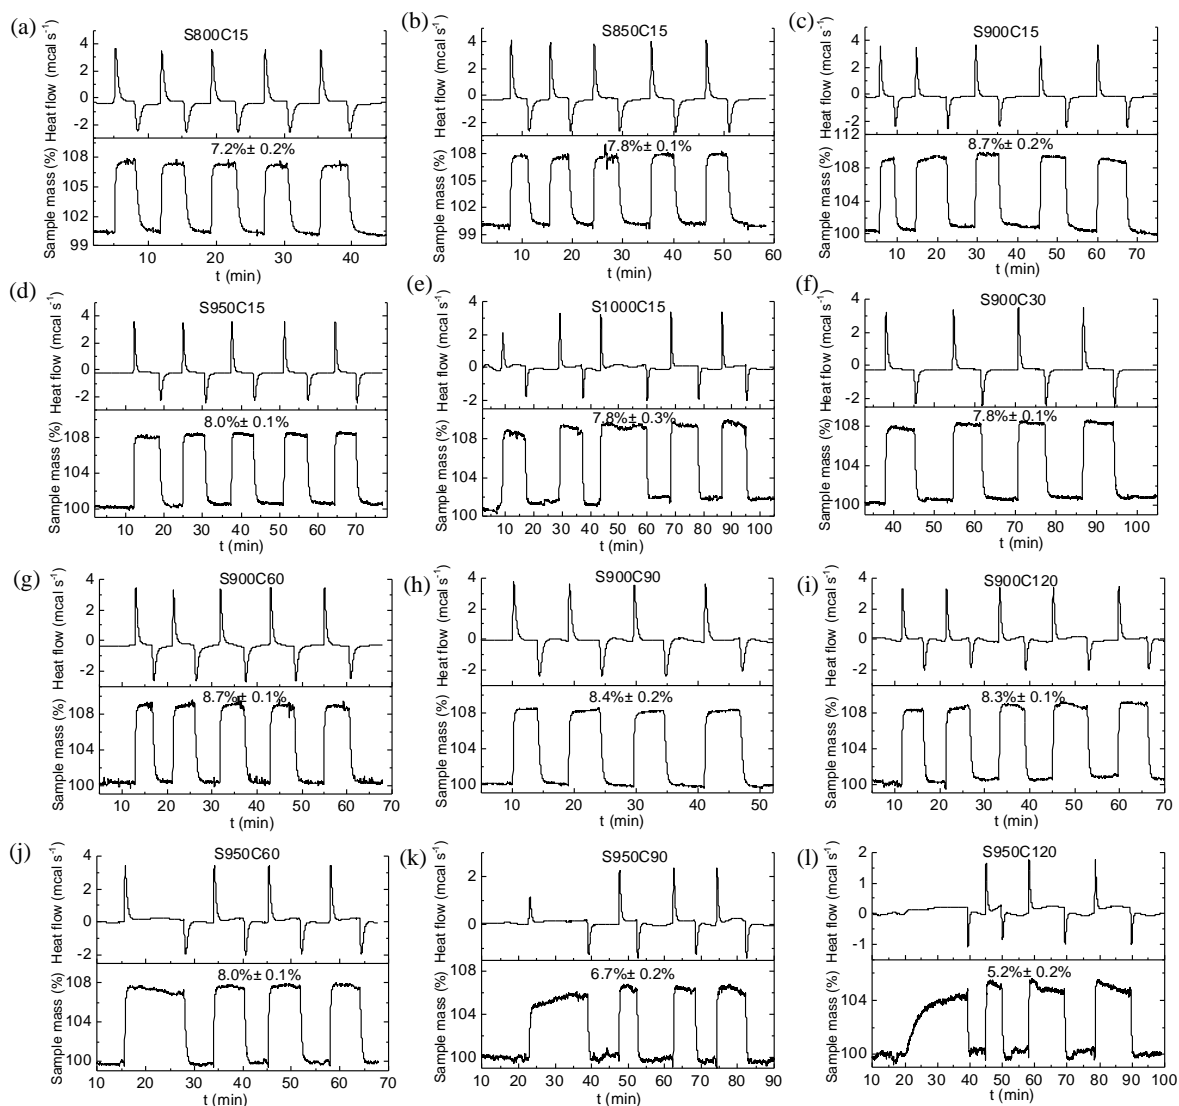 (a)
S800C15
Heat flow (mcal s⁻¹)
4
2
0
-2
7.2%± 0.2%
Sample mass (%)
108
105
102
99
10 20 30 40
t (min)
(b)
S850C15
Heat flow (mcal s⁻¹)
4
2
0
-2
7.8%± 0.1%
Sample mass (%)
108
105
102
99
10 20 30 40 50 60
t (min)
(c)
S900C15
Heat flow (mcal s⁻¹)
4
2
0
-2
112
8.7%± 0.2%
Sample mass (%)
108
104
100
10 20 30 40 50 60 70
t (min)
(d)
S950C15
Heat flow (mcal s⁻¹)
4
2
0
-2
8.0%± 0.1%
Sample mass (%)
108
104
100
10 20 30 40 50 60 70
t (min)
(e)
S1000C15
Heat flow (mcal s⁻¹)
4
2
0
-2
7.8%± 0.3%
Sample mass (%)
108
104
100
10 20 30 40 50 60 70 80 90 100
t (min)
(f)
S900C30
Heat flow (mcal s⁻¹)
4
2
0
-2
7.8%± 0.1%
Sample mass (%)
108
104
100
40 50 60 70 80 90 100
t (min)
(g)
S900C60
Heat flow (mcal s⁻¹)
4
2
0
-2
8.7%± 0.1%
Sample mass (%)
108
104
100
10 20 30 40 50 60 70
t (min)
(h)
S900C90
Heat flow (mcal s⁻¹)
4
2
0
-2
8.4%± 0.2%
Sample mass (%)
108
104
100
10 20 30 40 50
t (min)
(i)
S900C120
Heat flow (mcal s⁻¹)
4
2
0
-2
8.3%± 0.1%
Sample mass (%)
108
104
100
10 20 30 40 50 60 70
t (min)
(j)
S950C60
Heat flow (mcal s⁻¹)
4
2
0
-2
8.0%± 0.1%
Sample mass (%)
108
104
100
10 20 30 40 50 60 70
t (min)
(k)
S950C90
Heat flow (mcal s⁻¹)
4
2
0
6.7%± 0.2%
Sample mass (%)
108
104
100
10 20 30 40 50 60 70 80 90
t (min)
(l)
S950C120
Heat flow (mcal s⁻¹)
2
1
0
-1
5.2%± 0.2%
Sample mass (%)
104
100
10 20 30 40 50 60 70 80 90 100
t (min)